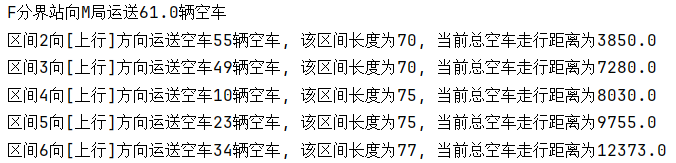 F分界站向M局运送61.0辆空车
区间2向[上行]方向运送空车55辆空车, 该区间长度为70, 当前总空车走行距离为3850.0
区间3向[上行]方向运送空车49辆空车, 该区间长度为70, 当前总空车走行距离为7280.0
区间4向[上行]方向运送空车10辆空车, 该区间长度为75, 当前总空车走行距离为8030.0
区间5向[上行]方向运送空车23辆空车, 该区间长度为75, 当前总空车走行距离为9755.0
区间6向[上行]方向运送空车34辆空车, 该区间长度为77, 当前总空车走行距离为12373.0